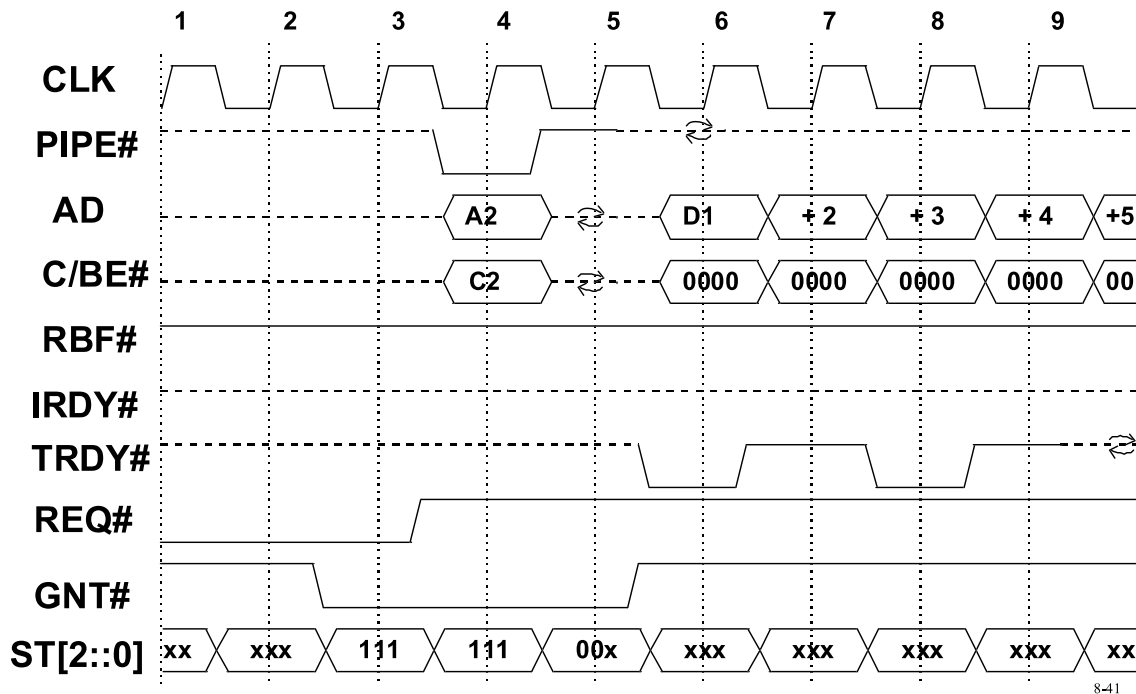 1 2 3 4 5 6 7 8 9
CLK
PIPE#
AD A2 D1 +2 +3 +4 +5
C/BE# C2 0000 0000 0000 0000 00
RBF#
IRDY#
TRDY#
REQ#
GNT#
ST[2::0] xx xxx 111 111 00x xxx xxx xxx xxx xx
8-41